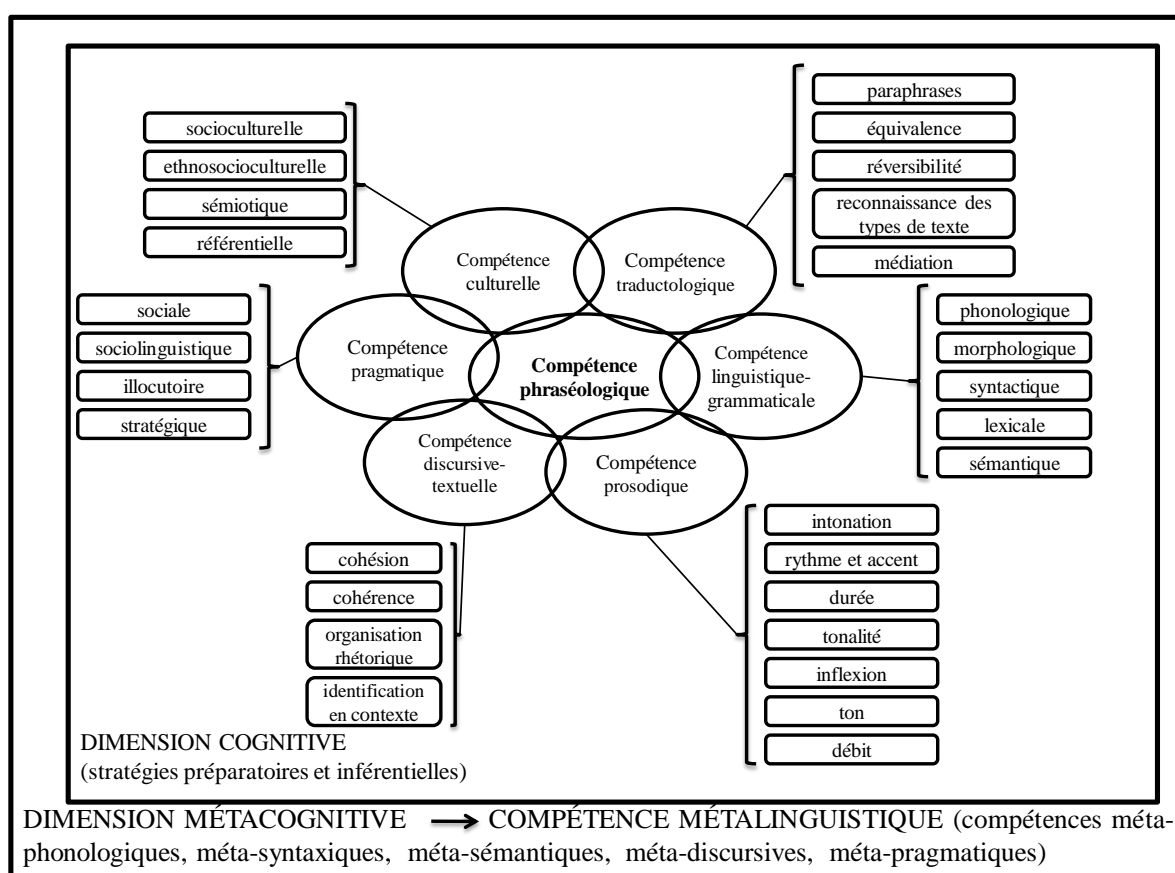 socioculturelle
ethnosocioculturelle
sémiotique
référentielle
paraphrases
équivalence
réversibilité
reconnaissance des
types de texte
médiation
Compétence
culturelle
Compétence
traductologique
sociale
sociolinguistique
illocutoire
stratégique
Compétence
pragmatique
Compétence
phraséologique
Compétence
linguistique-
grammaticale
phonologique
morphologique
syntactique
lexicale
sémantique
Compétence
discursive-
textuelle
Compétence
prosodique
cohésion
cohérence
organisation
rhétorique
identification
en contexte
intonation
rythme et accent
durée
tonalité
inflexion
ton
débit
DIMENSION COGNITIVE
(stratégies préparatoires et inférentielles)
DIMENSION MÉTACOGNITIVE → COMPÉTENCE MÉTALINGUISTIQUE (compétences méta-
phonologiques, méta-syntaxiques, méta-sémantiques, méta-discursives, méta-pragmatiques)